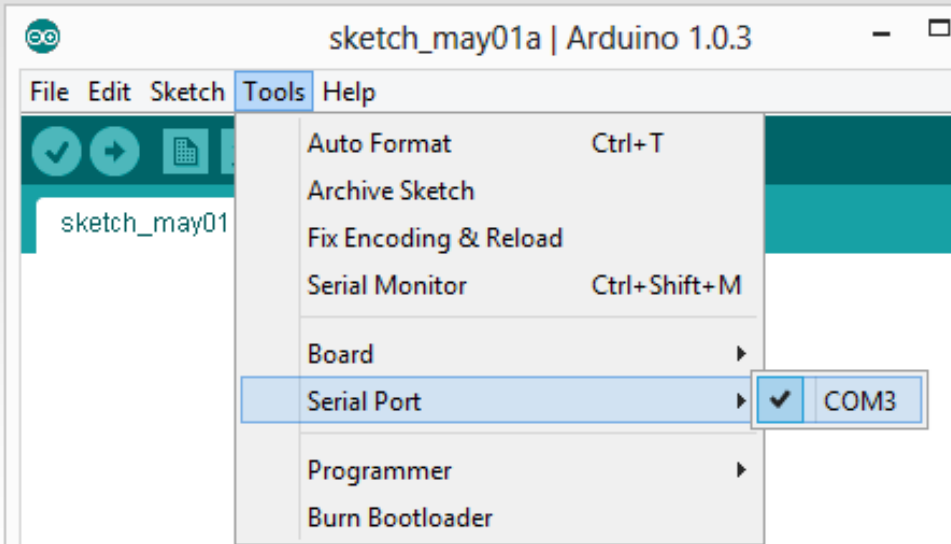 sketch_may01a | Arduino 1.0.3
File Edit Sketch Tools Help
Auto Format Ctrl+T
Archive Sketch
sketch_may01
Fix Encoding & Reload
Serial Monitor Ctrl+Shift+M
Board
Serial Port
COM3
Programmer
Burn Bootloader